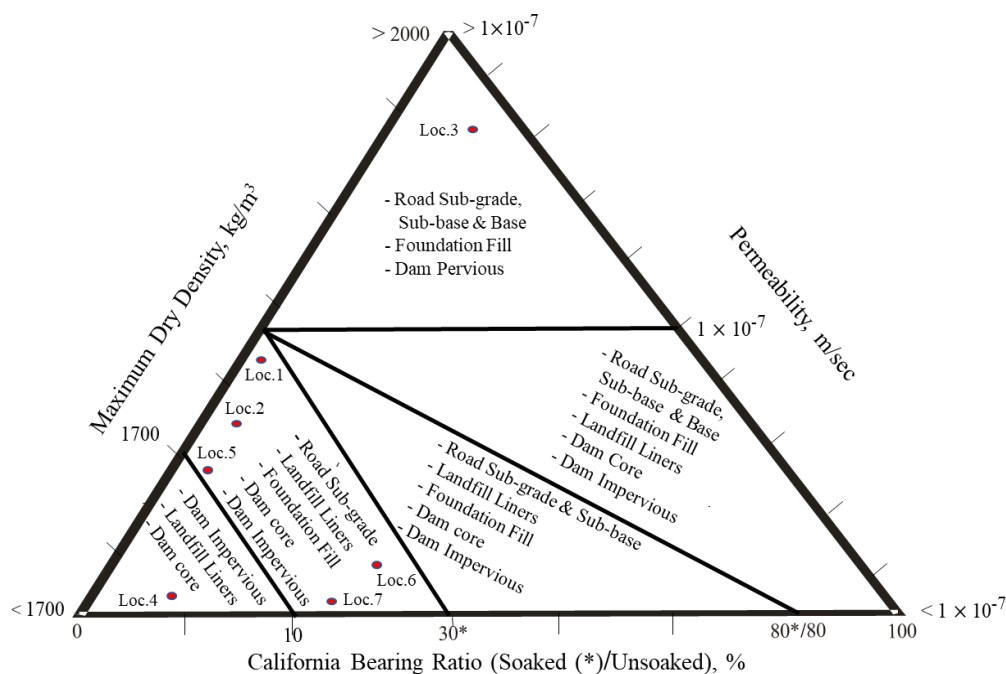 > 2000
> 1×10⁻⁷
Loc.3
- Road Sub-grade,
Sub-base & Base
- Foundation Fill
- Dam Pervious
Maximum Dry Density, kg/m³
Permeability, m/sec
1 × 10⁻⁷
Loc.1
Loc.2
1700
Loc.5
- Road Sub-grade,
Sub-base & Base
- Foundation Fill
- Landfill Liners
- Dam Core
- Dam Impervious
- Road Sub-grade & Sub-base
- Landfill Liners
- Foundation Fill
- Dam core
- Dam Impervious
- Road Sub-grade
- Landfill Liners
- Foundation Fill
- Dam core
- Dam Impervious
- Dam Impervious
- Landfill Liners
- Dam core
Loc.6
Loc.4
Loc.7
< 1700
< 1 × 10⁻⁷
0
10
30*
80*/80
100
California Bearing Ratio (Soaked (*)/Unsoaked), %